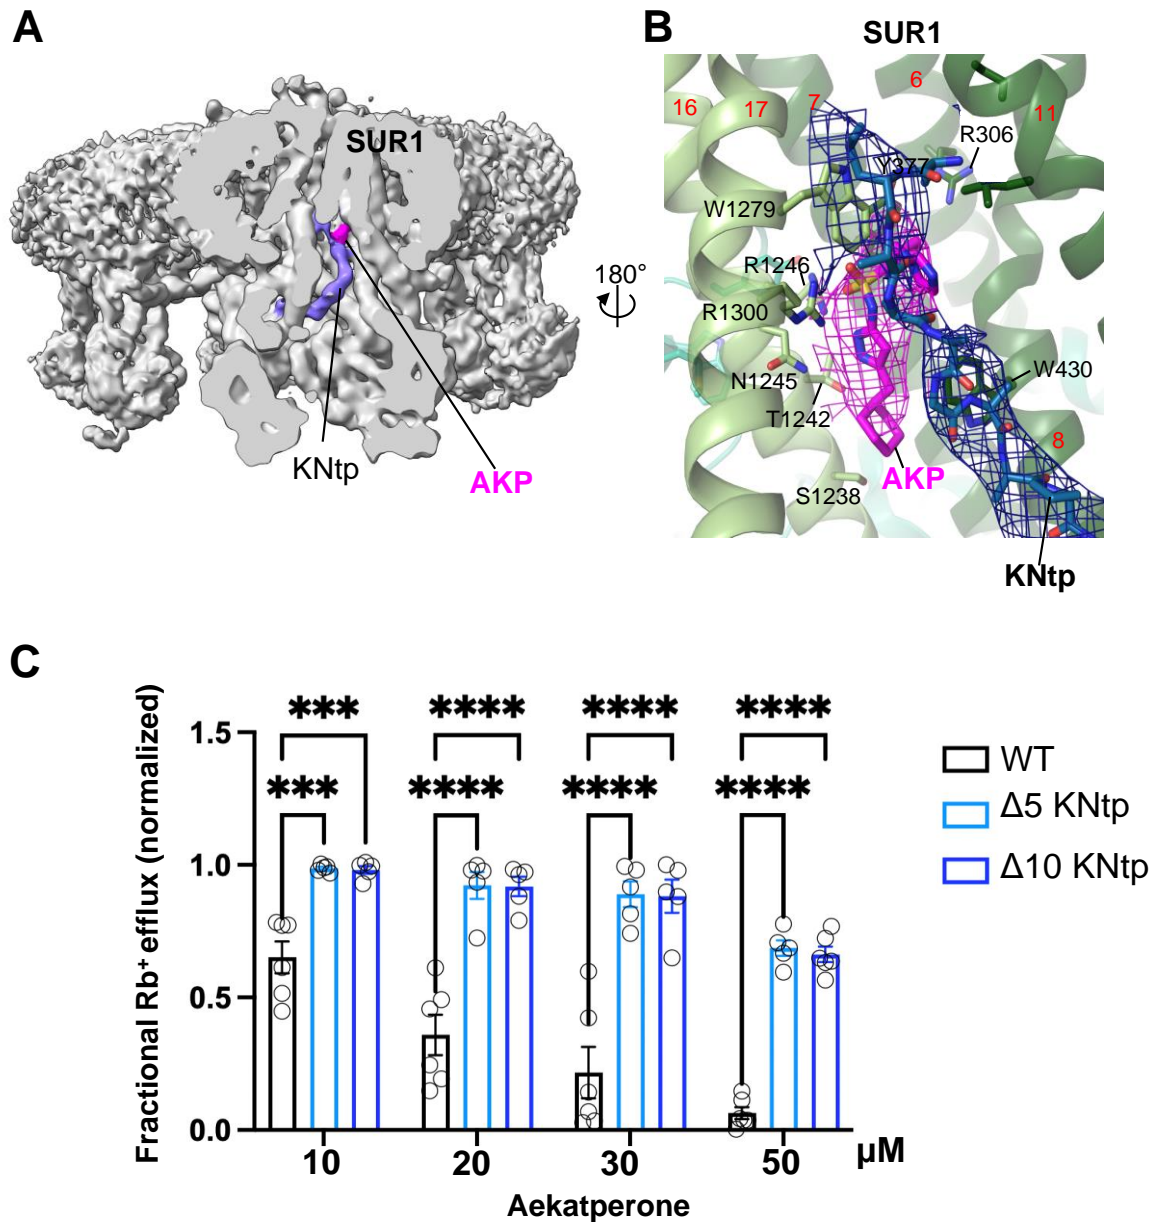 A
SUR1
KNtp
AKP
180°
B
SUR1
16
17
7
6
11
R306
Y377
W1279
R1246
R1300
N1245
T1242
W430
8
AKP
S1238
KNtp
C
Fractional Rb⁺ efflux (normalized)
1.5
1.0
0.5
0.0
*** **** **** ****
*** **** **** ****
WT
Δ5 KNtp
Δ10 KNtp
10 20 30 50 μM
Aekatperone